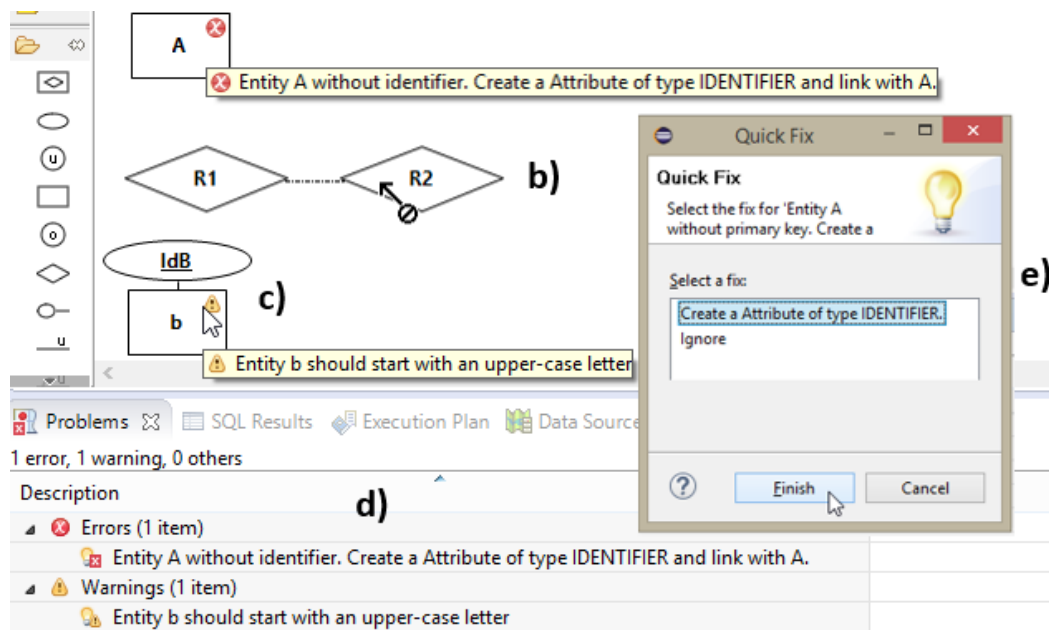 A
Entity A without identifier. Create a Attribute of type IDENTIFIER and link with A.
u
o
u
u
R1
R2
b)
IdB
b
c)
Entity b should start with an upper-case letter
Quick Fix
Quick Fix
Select the fix for 'Entity A
without primary key. Create a
Select a fix:
Create a Attribute of type IDENTIFIER.
Ignore
Finish
Cancel
e)
Problems SQL Results Execution Plan Data Source
1 error, 1 warning, 0 others
Description
d)
Errors (1 item)
Entity A without identifier. Create a Attribute of type IDENTIFIER and link with A.
Warnings (1 item)
Entity b should start with an upper-case letter